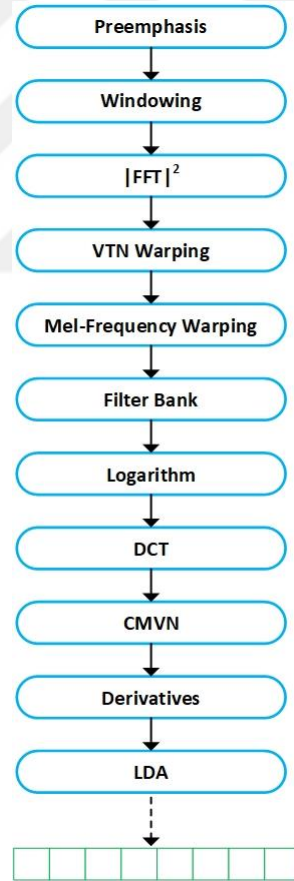 Preemphasis
Windowing
|FFT|²
VTN Warping
Mel-Frequency Warping
Filter Bank
Logarithm
DCT
CMVN
Derivatives
LDA